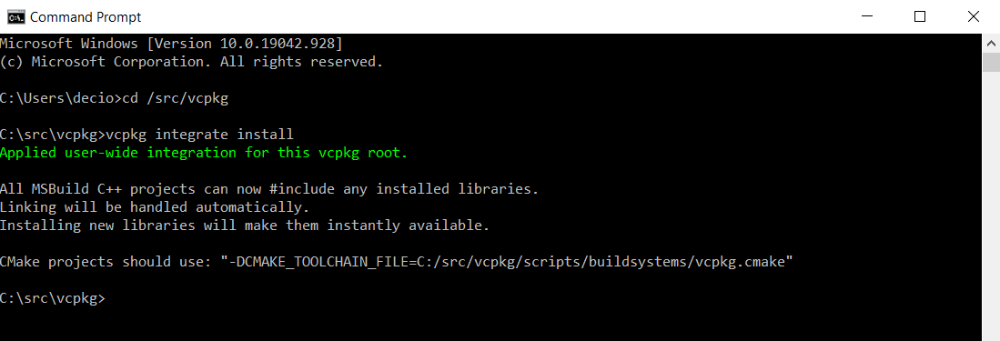 Command Prompt
Microsoft Windows [Version 10.0.19042.928]
(c) Microsoft Corporation. All rights reserved.
C:\Users\decio>cd /src/vcpkg
C:\src\vcpkg>vcpkg integrate install
Applied user-wide integration for this vcpkg root.
All MSBuild C++ projects can now #include any installed libraries.
Linking will be handled automatically.
Installing new libraries will make them instantly available.
CMake projects should use: "-DCMAKE_TOOLCHAIN_FILE=C:/src/vcpkg/scripts/buildsystems/vcpkg.cmake"
C:\src\vcpkg>